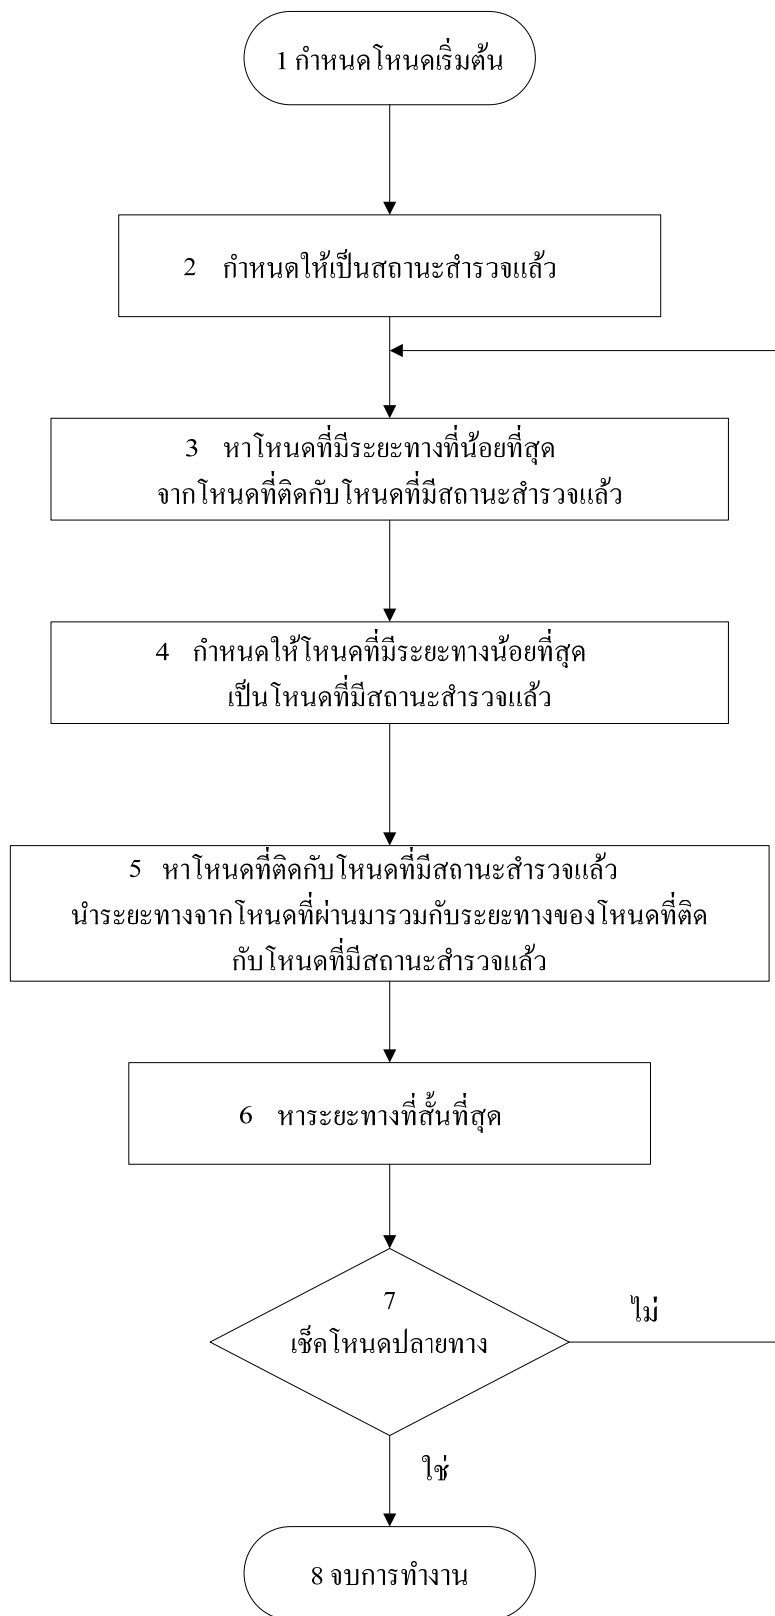 1 กำหนดโหนดเริ่มต้น
2 กำหนดให้เป็นสถานะสำรวจแล้ว
3 หาโหนดที่มีระยะทางที่น้อยที่สุด
จากโหนดที่ติดกับโหนดที่มีสถานะสำรวจแล้ว
4 กำหนดให้โหนดที่มีระยะทางน้อยที่สุด
เป็นโหนดที่มีสถานะสำรวจแล้ว
5 หาโหนดที่ติดกับโหนดที่มีสถานะสำรวจแล้ว
นำระยะทางจากโหนดที่ผ่านมารวมกับระยะทางของโหนดที่ติด
กับโหนดที่มีสถานะสำรวจแล้ว
6 หาระยะทางที่สั้นที่สุด
7
เช็คโหนดปลายทาง
ไม่
ใช่
8 จบการทำงาน